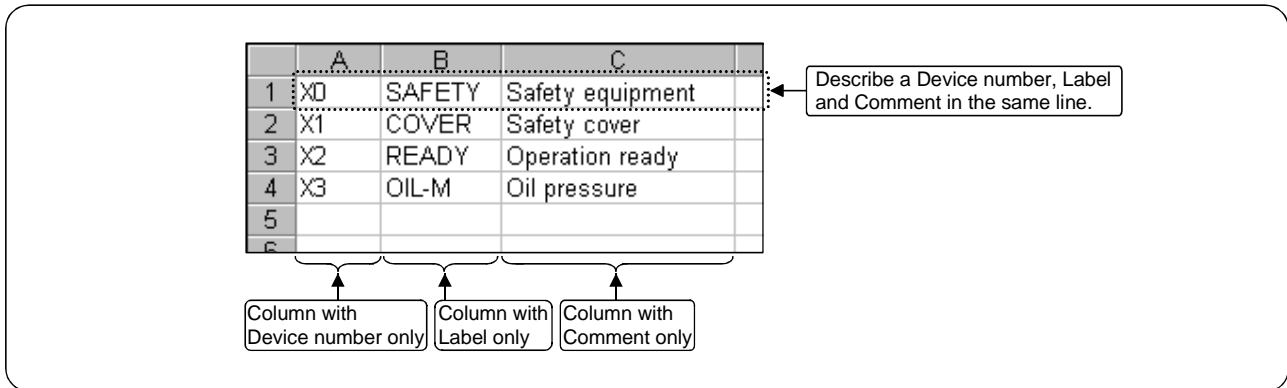 A B C
1 X0 SAFETY Safety equipment
2 X1 COVER Safety cover
3 X2 READY Operation ready
4 X3 OIL-M Oil pressure
5
6
Describe a Device number, Label
and Comment in the same line.
Column with
Device number only
Column with
Label only
Column with
Comment only